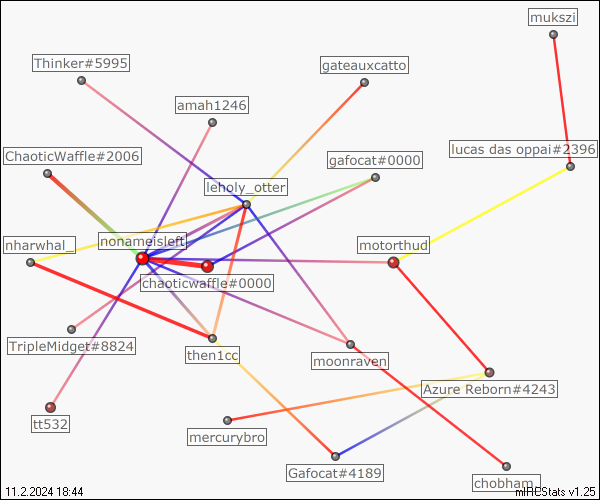 mukszi
Thinker#5995
gateauxcatto
amah1246
ChaoticWaffle#2006
lucas das oppai#2396
gafocat#0000
leholy_otter
nonameisleft
nharwhal_
motorthud
chaoticwaffle#0000
TripleMidget#8824
then1cc
moonraven
Azure Reborn#4243
tt532
mercurybro
Gafocat#4189
chobham_
11.2.2024 18:44
mIRCStats v1.25